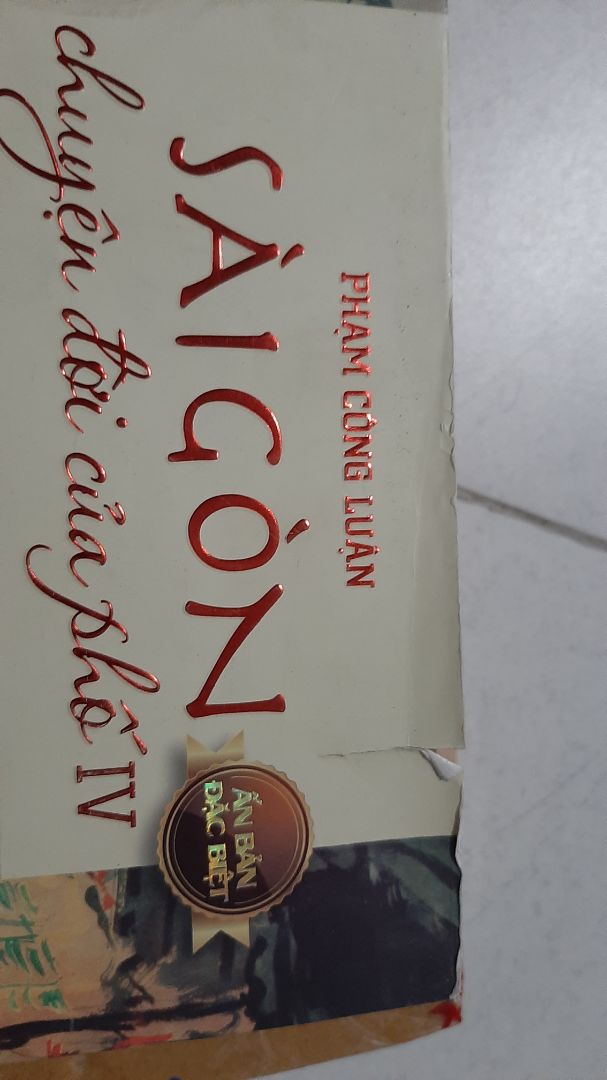 PHẠM CÔNG LUẬN
SÀI GÒN
chuyện đời của phố IV
ẤN BẢN
ĐẶC BIỆT